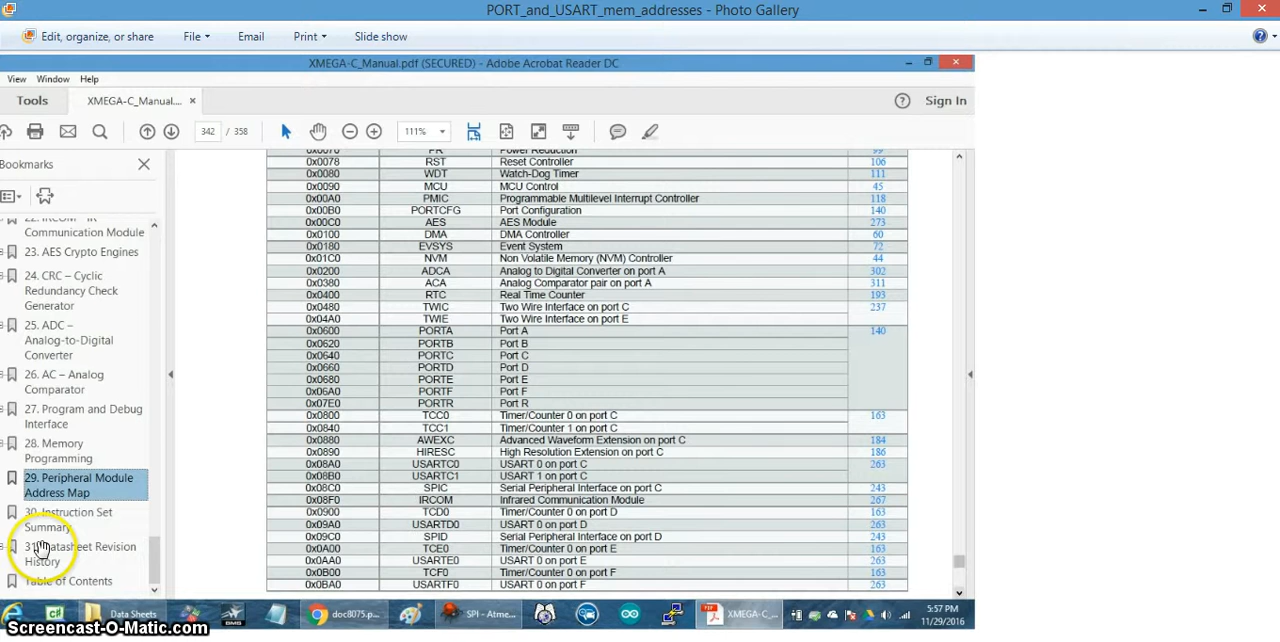 PORT_and_USART_mem_addresses - Photo Gallery
Edit, organize, or share File Email Print Slide show
XMEGA-C_Manual.pdf (SECURED) - Adobe Acrobat Reader DC
View Window Help
Tools XMEGA-C_Manual.... × ? Sign In
342 / 358 111%
Bookmarks
22. IRCOM - IR
Communication Module
23. AES Crypto Engines
24. CRC – Cyclic
Redundancy Check
Generator
25. ADC –
Analog-to-Digital
Converter
26. AC – Analog
Comparator
27. Program and Debug
Interface
28. Memory
Programming
29. Peripheral Module
Address Map
30. Instruction Set
Summary
31. Datasheet Revision
History
Table of Contents
0x0070 PR Power Reduction 99
0x0078 RST Reset Controller 106
0x0080 WDT Watch-Dog Timer 111
0x0090 MCU MCU Control 45
0x00A0 PMIC Programmable Multilevel Interrupt Controller 118
0x00B0 PORTCFG Port Configuration 140
0x00C0 AES AES Module 273
0x0100 DMA DMA Controller 60
0x0180 EVSYS Event System 72
0x01C0 NVM Non Volatile Memory (NVM) Controller 44
0x0200 ADCA Analog to Digital Converter on port A 302
0x0380 ACA Analog Comparator pair on port A 311
0x0400 RTC Real Time Counter 193
0x0480 TWIC Two Wire Interface on port C 237
0x04A0 TWIE Two Wire Interface on port E
0x0600 PORTA Port A 140
0x0620 PORTB Port B
0x0640 PORTC Port C
0x0660 PORTD Port D
0x0680 PORTE Port E
0x06A0 PORTF Port F
0x07E0 PORTR Port R
0x0800 TCC0 Timer/Counter 0 on port C 163
0x0840 TCC1 Timer/Counter 1 on port C
0x0880 AWEXC Advanced Waveform Extension on port C 184
0x0890 HIRESC High Resolution Extension on port C 186
0x08A0 USARTC0 USART 0 on port C 263
0x08B0 USARTC1 USART 1 on port C
0x08C0 SPIC Serial Peripheral Interface on port C 243
0x08F0 IRCOM Infrared Communication Module 267
0x0900 TCD0 Timer/Counter 0 on port D 163
0x09A0 USARTD0 USART 0 on port D 263
0x09C0 SPID Serial Peripheral Interface on port D 243
0x0A00 TCE0 Timer/Counter 0 on port E 163
0x0AA0 USARTE0 USART 0 on port E 263
0x0B00 TCF0 Timer/Counter 0 on port F 163
0x0BA0 USARTF0 USART 0 on port F 263
Data Sheets doc8075.p... SPI - Atme... XMEGA-C_... 5:57 PM
11/29/2016
Screencast-O-Matic.com